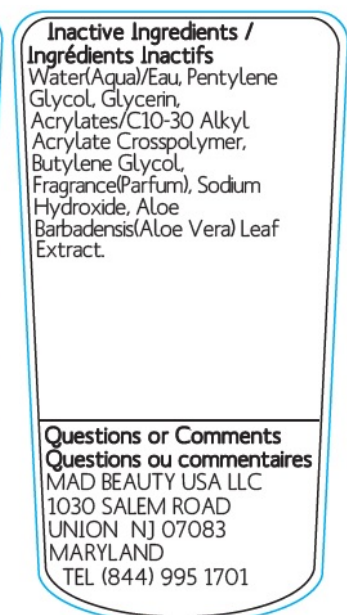 Inactive Ingredients /
Ingrédients Inactifs
Water(Aqua)/Eau, Pentylene
Glycol, Glycerin,
Acrylates/C10-30 Alkyl
Acrylate Crosspolymer,
Butylene Glycol,
Fragrance(Parfum), Sodium
Hydroxide, Aloe
Barbadensis(Aloe Vera) Leaf
Extract.
Questions or Comments
Questions ou commentaires
MAD BEAUTY USA LLC
1030 SALEM ROAD
UNION NJ 07083
MARYLAND
TEL (844) 995 1701